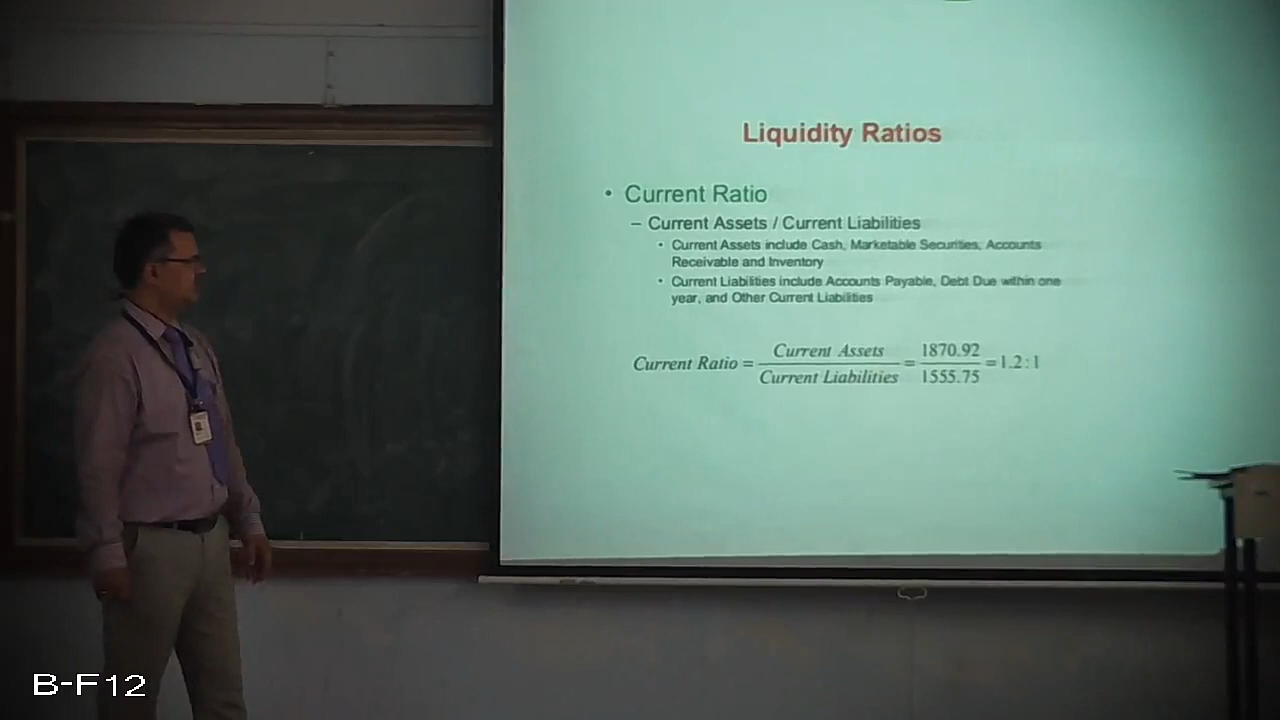 Liquidity Ratios
• Current Ratio
– Current Assets / Current Liabilities
• Current Assets include Cash, Marketable Securities, Accounts
Receivable and Inventory
• Current Liabilities include Accounts Payable, Debt Due within one
year, and Other Current Liabilities
Current Ratio = Current Assets / Current Liabilities = 1870.92 / 1555.75 = 1.2 : 1
B-F12